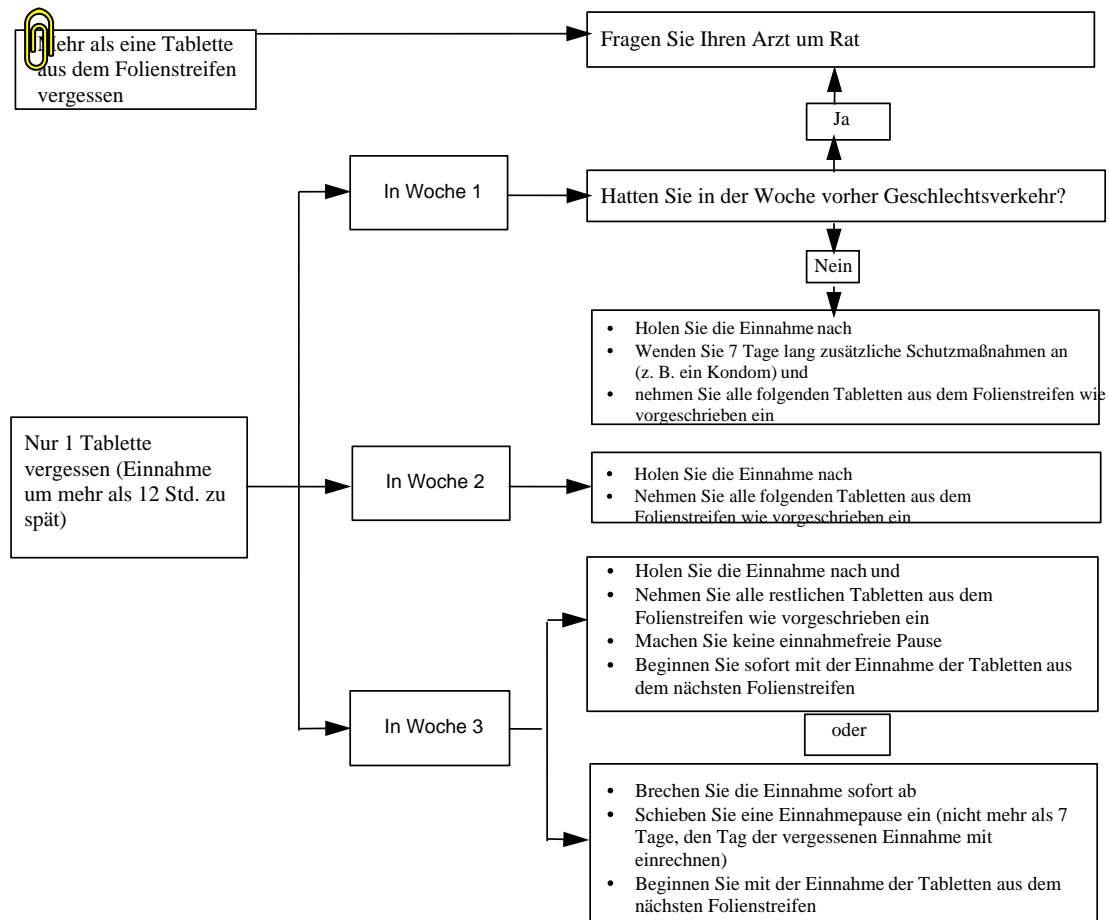 Mehr als eine Tablette
aus dem Folienstreifen
vergessen
Fragen Sie Ihren Arzt um Rat
Ja
In Woche 1
Hatten Sie in der Woche vorher Geschlechtsverkehr?
Nein
• Holen Sie die Einnahme nach
• Wenden Sie 7 Tage lang zusätzliche Schutzmaßnahmen an
(z. B. ein Kondom) und
• nehmen Sie alle folgenden Tabletten aus dem Folienstreifen wie
vorgeschrieben ein
Nur 1 Tablette
vergessen (Einnahme
um mehr als 12 Std. zu
spät)
In Woche 2
• Holen Sie die Einnahme nach
• Nehmen Sie alle folgenden Tabletten aus dem
Folienstreifen wie vorgeschrieben ein
In Woche 3
• Holen Sie die Einnahme nach und
• Nehmen Sie alle restlichen Tabletten aus dem
Folienstreifen wie vorgeschrieben ein
• Machen Sie keine einnahmefreie Pause
• Beginnen Sie sofort mit der Einnahme der Tabletten aus
dem nächsten Folienstreifen
oder
• Brechen Sie die Einnahme sofort ab
• Schieben Sie eine Einnahmepause ein (nicht mehr als 7
Tage, den Tag der vergessenen Einnahme mit
einrechnen)
• Beginnen Sie mit der Einnahme der Tabletten aus dem
nächsten Folienstreifen